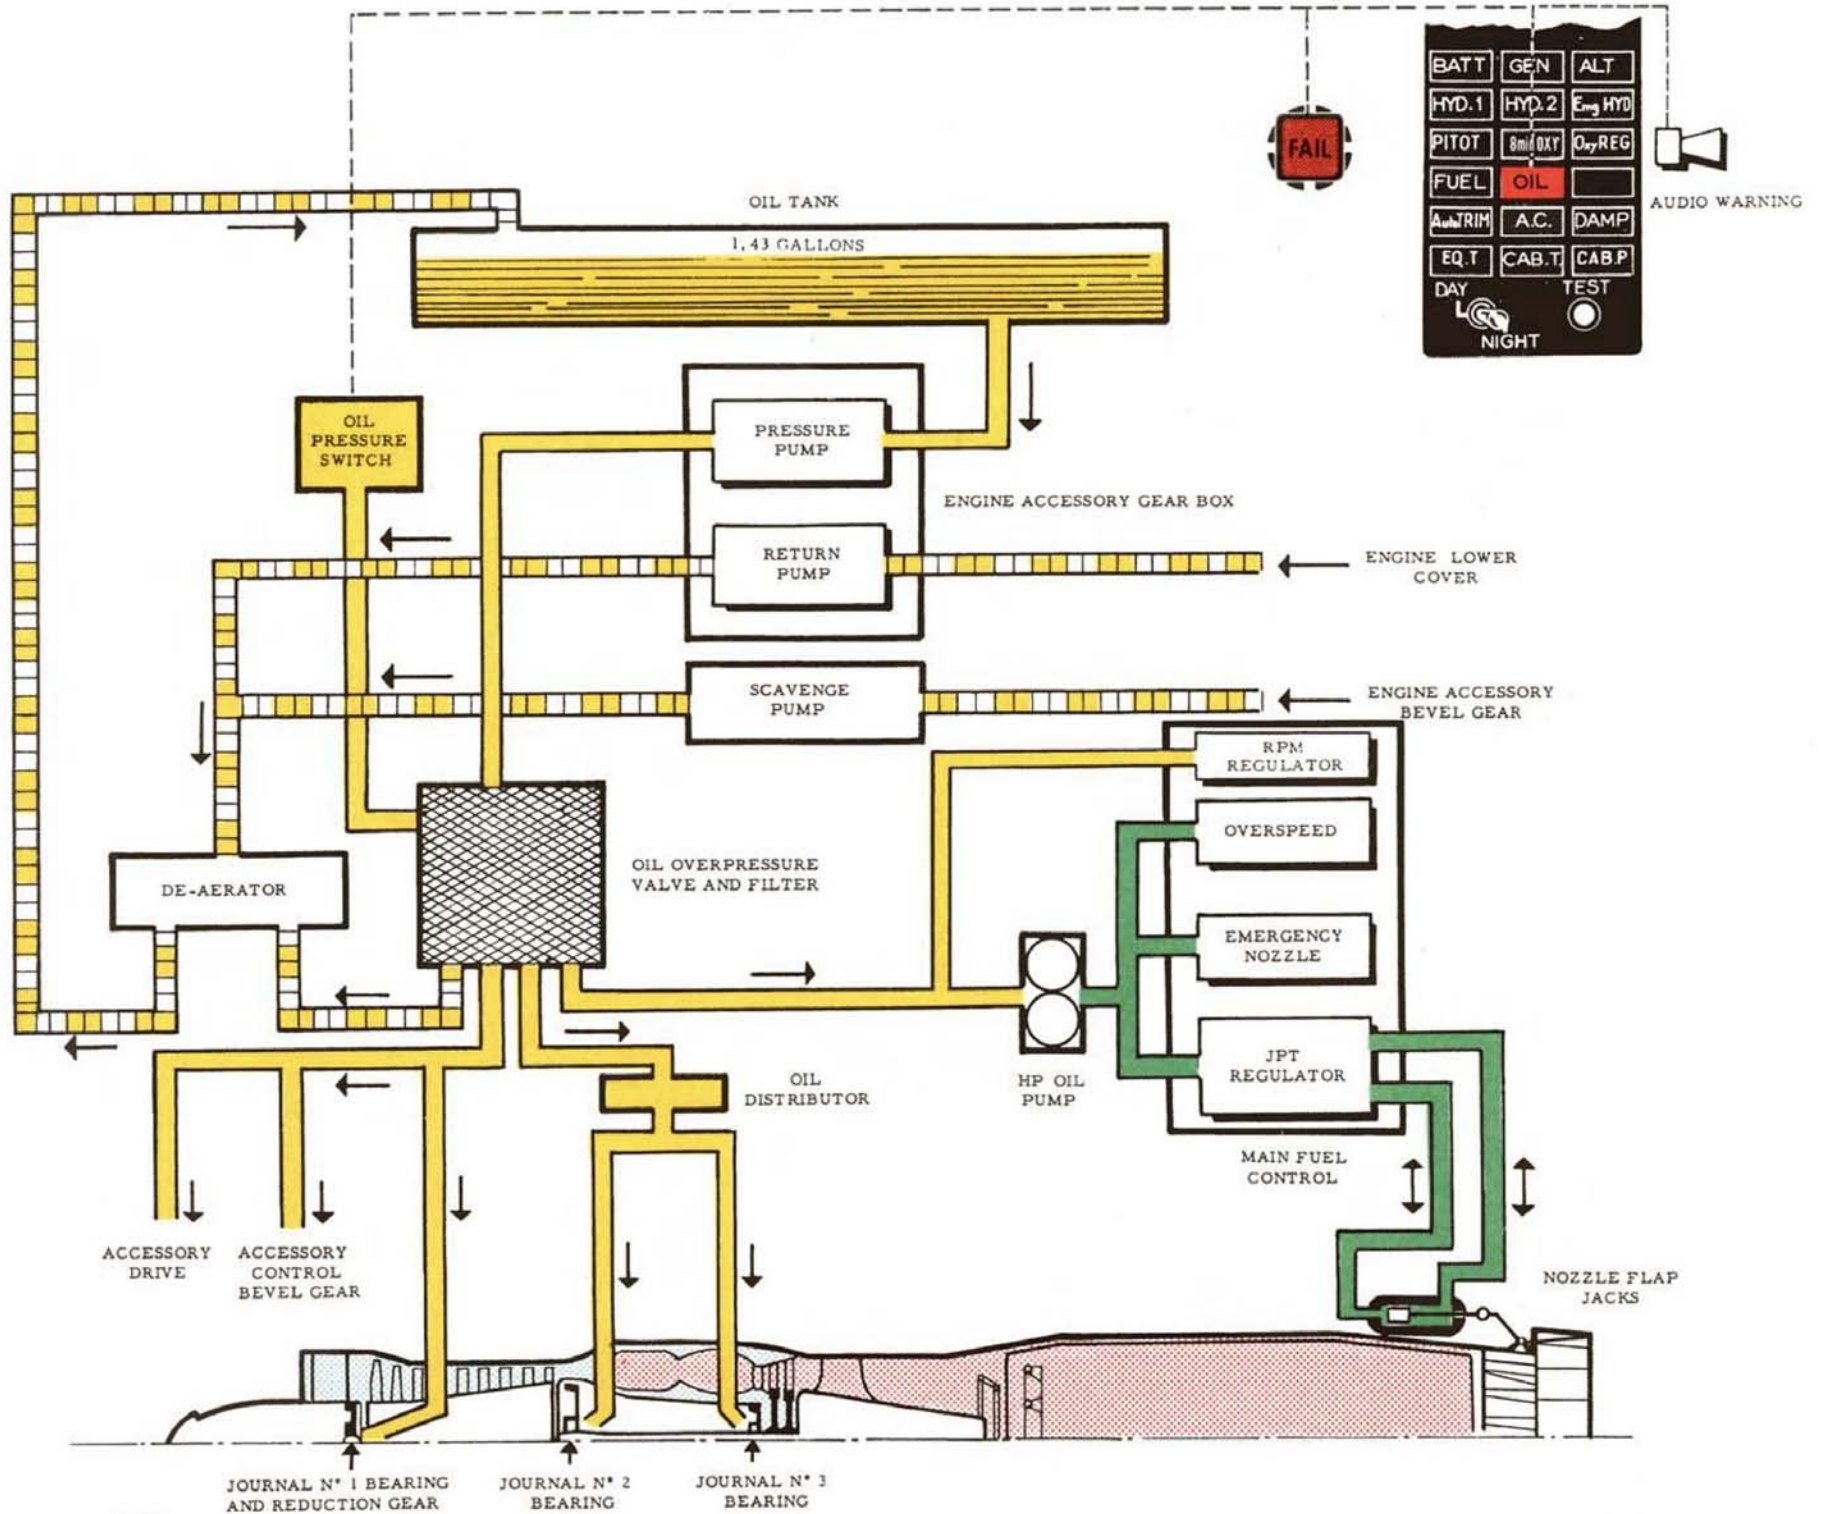 BATT GEN ALT
HYD.1 HYD.2 Emg HYD
PITOT 8min OXY Oxy REG
FUEL OIL
AutoTRIM A.C. DAMP
EQ.T CAB.T. CAB.P
DAY TEST
NIGHT
FAIL
AUDIO WARNING
OIL TANK
1,43 GALLONS
OIL
PRESSURE
SWITCH
PRESSURE
PUMP
ENGINE ACCESSORY GEAR BOX
RETURN
PUMP
ENGINE LOWER
COVER
SCAVENGE
PUMP
ENGINE ACCESSORY
BEVEL GEAR
RPM
REGULATOR
OVERSPEED
OIL OVERPRESSURE
VALVE AND FILTER
DE-AERATOR
EMERGENCY
NOZZLE
JPT
REGULATOR
HP OIL
PUMP
OIL
DISTRIBUTOR
MAIN FUEL
CONTROL
ACCESSORY
DRIVE
ACCESSORY
CONTROL
BEVEL GEAR
NOZZLE FLAP
JACKS
JOURNAL N° 1 BEARING
AND REDUCTION GEAR
JOURNAL N° 2
BEARING
JOURNAL N° 3
BEARING